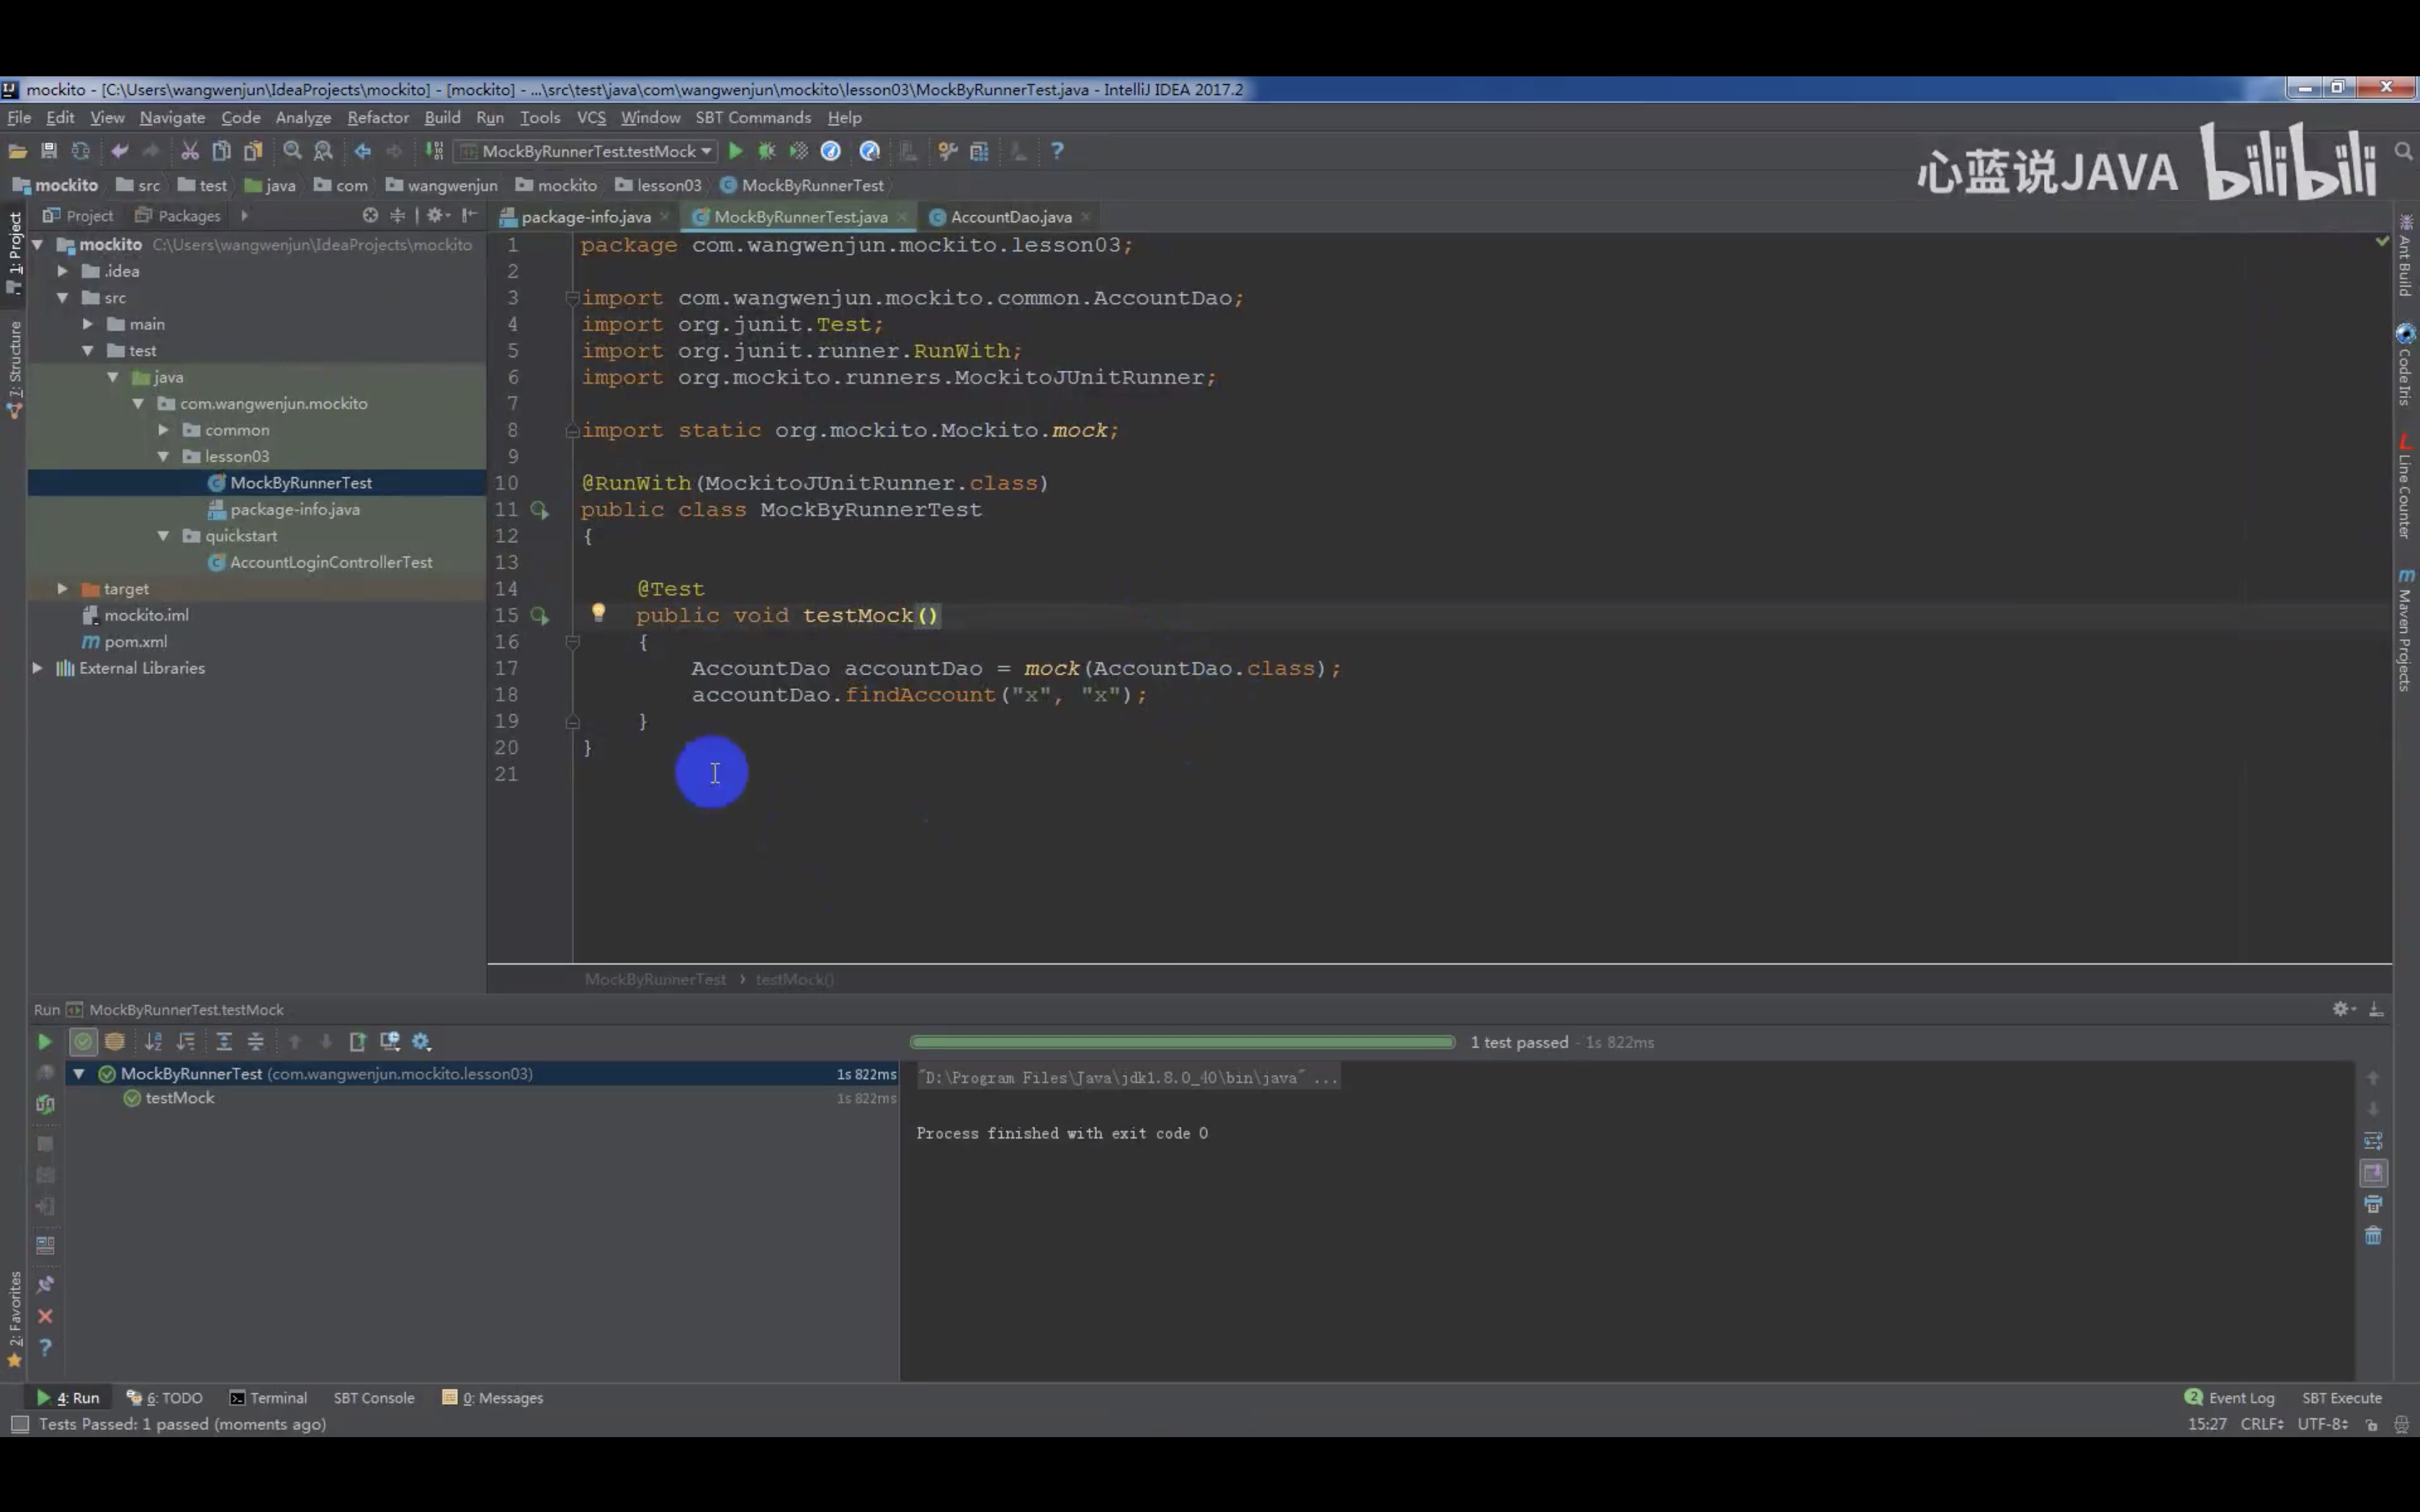 mockito - [C:\Users\wangwenjun\IdeaProjects\mockito] - [mockito] - ...\src\test\java\com\wangwenjun\mockito\lesson03\MockByRunnerTest.java - IntelliJ IDEA 2017.2
File Edit View Navigate Code Analyze Refactor Build Run Tools VCS Window SBT Commands Help
MockByRunnerTest.testMock
心蓝说JAVA bilibili
mockito src test java com wangwenjun mockito lesson03 MockByRunnerTest
Project Packages
package-info.java MockByRunnerTest.java AccountDao.java
1: Project
7: Structure
2: Favorites
mockito C:\Users\wangwenjun\IdeaProjects\mockito
.idea
src
main
test
java
com.wangwenjun.mockito
common
lesson03
MockByRunnerTest
package-info.java
quickstart
AccountLoginControllerTest
target
mockito.iml
pom.xml
External Libraries
1 package com.wangwenjun.mockito.lesson03;
2
3 import com.wangwenjun.mockito.common.AccountDao;
4 import org.junit.Test;
5 import org.junit.runner.RunWith;
6 import org.mockito.runners.MockitoJUnitRunner;
7
8 import static org.mockito.Mockito.mock;
9
10 @RunWith(MockitoJUnitRunner.class)
11 public class MockByRunnerTest
12 {
13
14 @Test
15 public void testMock()
16 {
17 AccountDao accountDao = mock(AccountDao.class);
18 accountDao.findAccount("x", "x");
19 }
20 }
21
MockByRunnerTest › testMock()
Ant Build
Code Iris
Line Counter
Maven Projects
Run MockByRunnerTest.testMock
1 test passed - 1s 822ms
MockByRunnerTest (com.wangwenjun.mockito.lesson03) 1s 822ms
testMock 1s 822ms
"D:\Program Files\Java\jdk1.8.0_40\bin\java" ...
Process finished with exit code 0
4: Run 6: TODO Terminal SBT Console 0: Messages
2 Event Log SBT Execute
Tests Passed: 1 passed (moments ago)
15:27 CRLF UTF-8